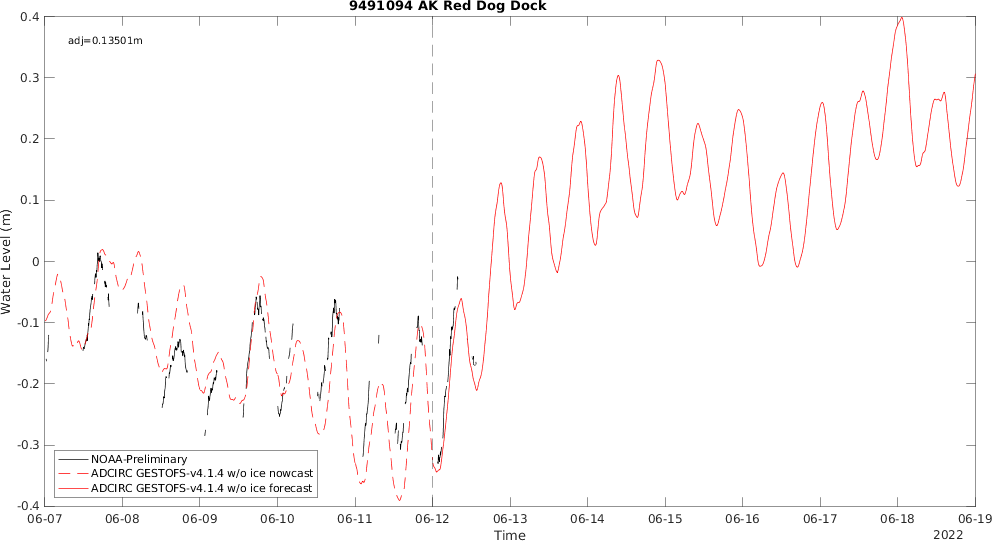 9491094 AK Red Dog Dock
adj=0.13501m
0.4
0.3
0.2
0.1
0
-0.1
-0.2
-0.3
-0.4
Water Level (m)
NOAA-Preliminary
ADCIRC GESTOFS-v4.1.4 w/o ice nowcast
ADCIRC GESTOFS-v4.1.4 w/o ice forecast
06-07 06-08 06-09 06-10 06-11 06-12 06-13 06-14 06-15 06-16 06-17 06-18 06-19
Time
2022